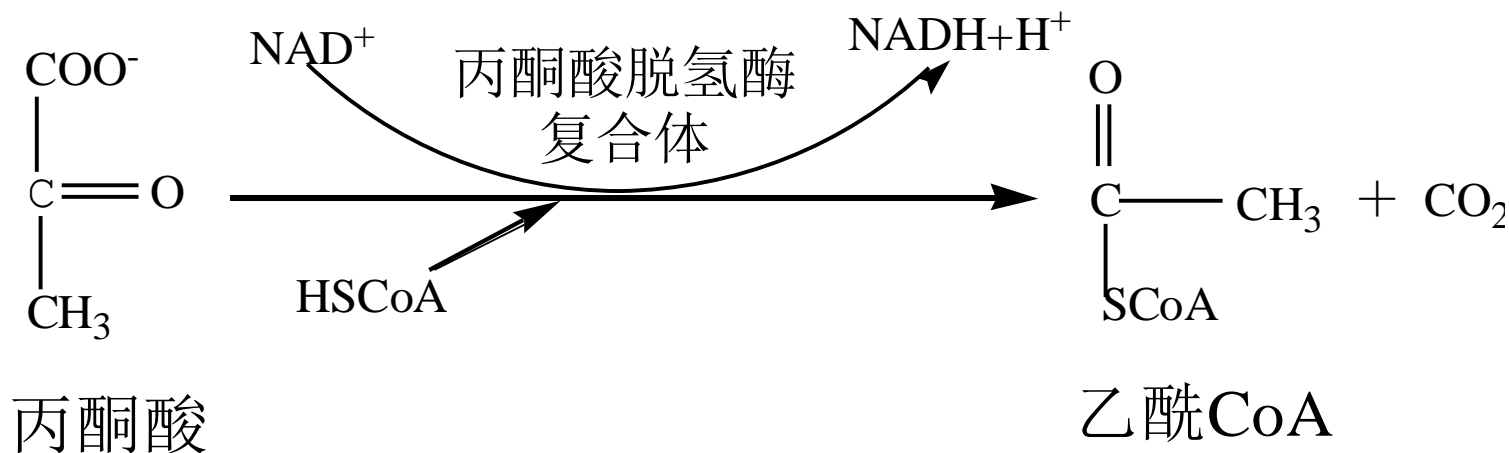 COO⁻
C
O
CH₃
丙酮酸
NAD⁺
丙酮酸脱氢酶
复合体
NADH+H⁺
HSCoA
O
C
CH₃ + CO₂
SCoA
乙酰CoA